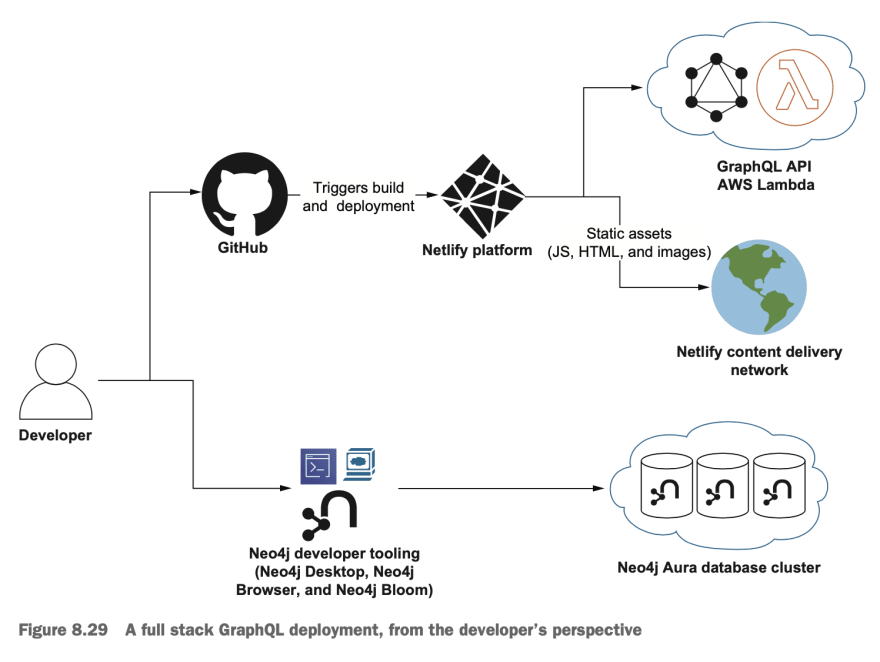 GraphQL API
AWS Lambda
Triggers build
and deployment
GitHub
Netlify platform
Static assets
(JS, HTML, and images)
Netlify content delivery
network
Developer
Neo4j developer tooling
(Neo4j Desktop, Neo4j
Browser, and Neo4j Bloom)
Neo4j Aura database cluster
Figure 8.29 A full stack GraphQL deployment, from the developer's perspective